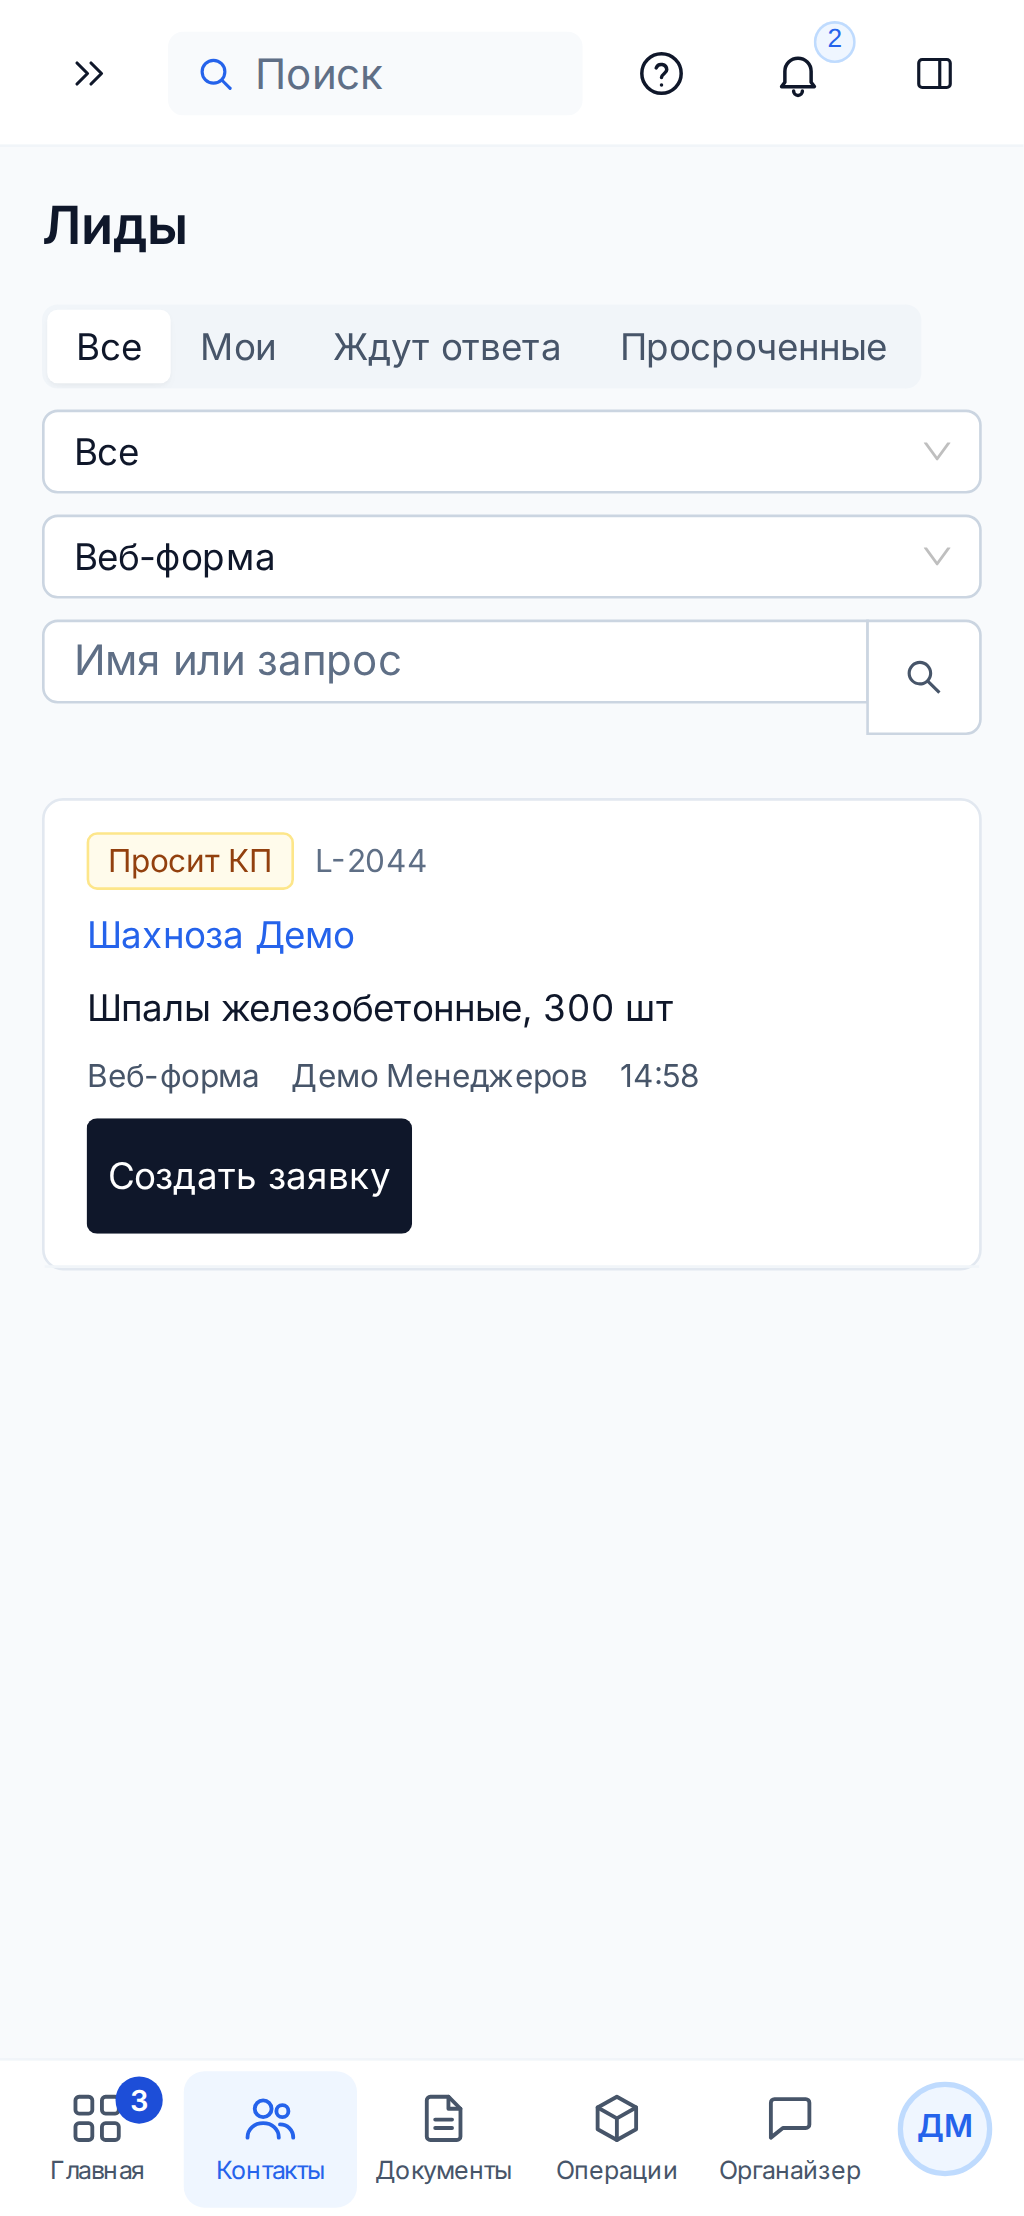 Поиск
2
Лиды
Все Мои Ждут ответа Просроченные
Все
Веб-форма
Имя или запрос
Просит КП L-2044
Шахноза Демо
Шпалы железобетонные, 300 шт
Веб-форма Демо Менеджеров 14:58
Создать заявку
3
Главная Контакты Документы Операции Органайзер ДМ